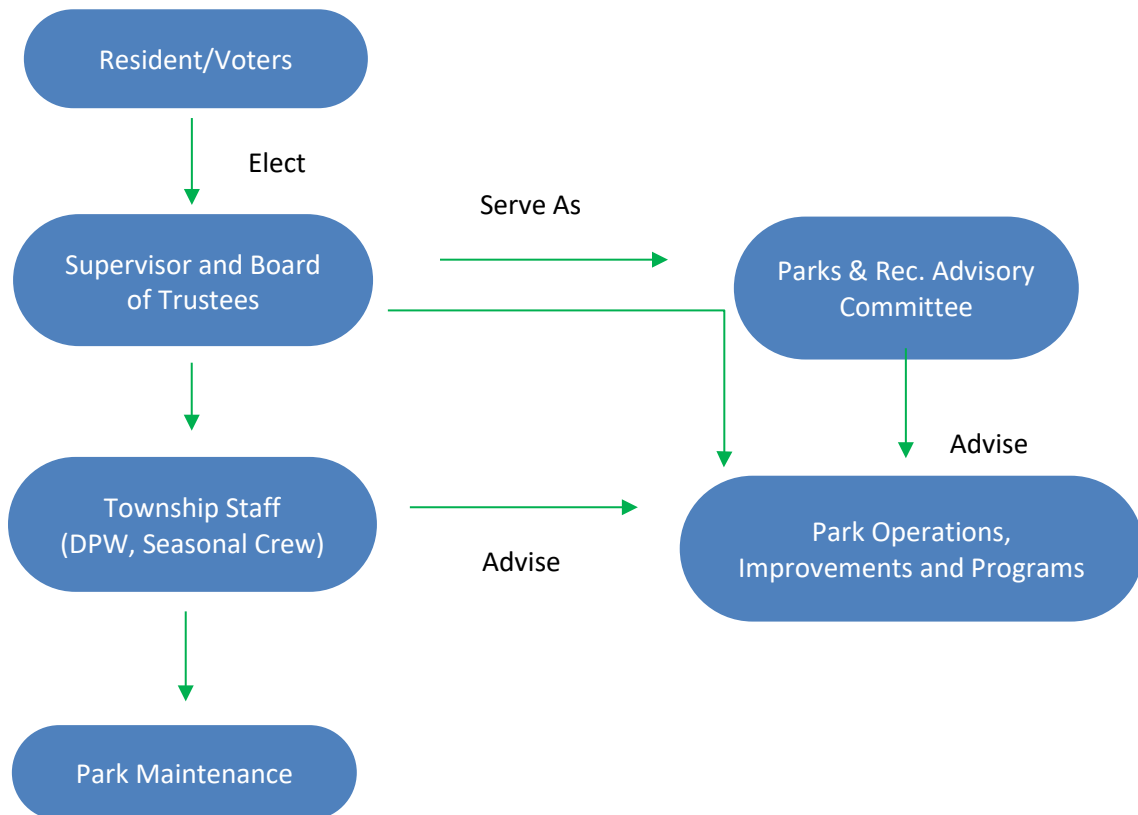 Resident/Voters
Elect
Serve As
Supervisor and Board
of Trustees
Parks & Rec. Advisory
Committee
Advise
Township Staff
(DPW, Seasonal Crew)
Advise
Park Operations,
Improvements and Programs
Park Maintenance